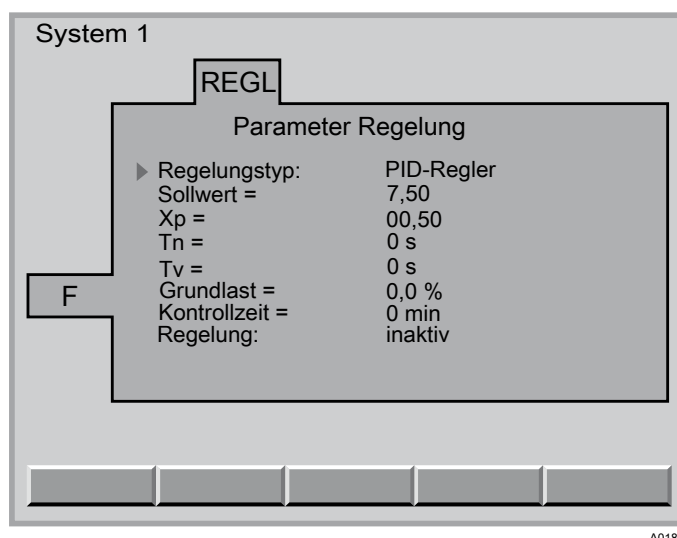 System 1
REGL
Parameter Regelung
Regelungstyp: PID-Regler
Sollwert = 7,50
Xp = 00,50
Tn = 0 s
Tv = 0 s
F
Grundlast = 0,0 %
Kontrollzeit = 0 min
Regelung: inaktiv